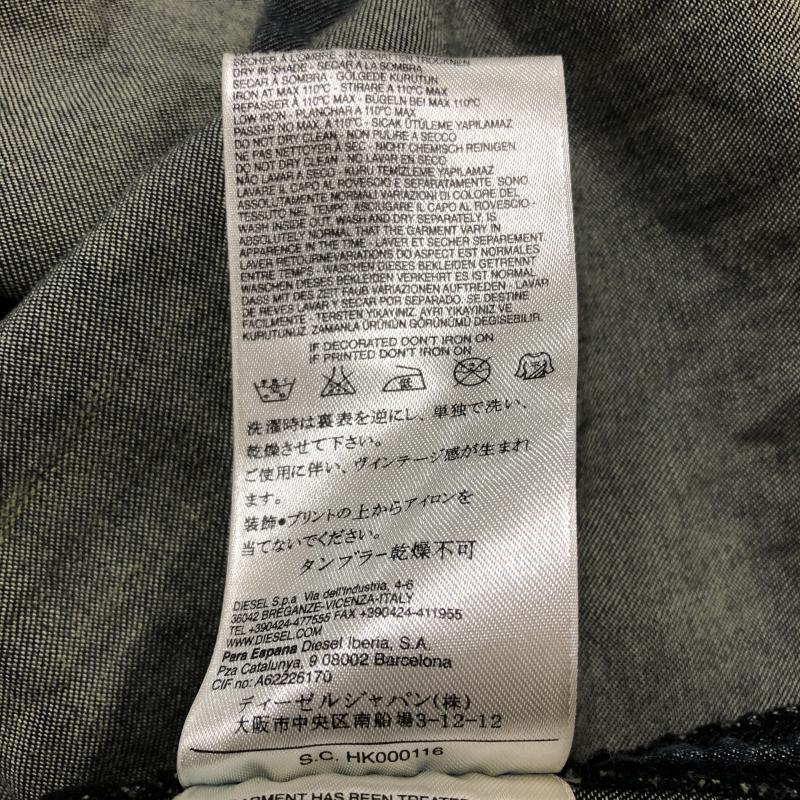 SÉCHER À L'OMBRE - IM SCHATTEN TROCKNEN
DRY IN SHADE - SECAR A LA SOMBRA
SECAR À SOMBRA - GÖLGEDE KURUTUN
IRON AT MAX 110°C - STIRARE A 110°C MAX
REPASSER À 110°C MAX - BÜGELN BEI MAX 110°C
LOW IRON - PLANCHAR A 110°C MAX
PASSAR NO MAX. A 110°C - SICAK ÜTÜLEME YAPILAMAZ
DO NOT DRY CLEAN - NON PULIRE A SECCO
NE PAS NETTOYER À SEC - NICHT CHEMISCH REINIGEN
DO NOT DRY CLEAN - NO LAVAR EN SECO
NÃO LAVAR A SECO - KURU TEMIZLEME YAPILAMAZ
LAVARE IL CAPO AL ROVESCIO E SEPARATAMENTE. SONO
ASSOLUTAMENTE NORMALI VARIAZIONI DI COLORE DEL
TESSUTO NEL TEMPO. ASCIUGARE IL CAPO AL ROVESCIO -
WASH INSIDE OUT. WASH AND DRY SEPARATELY. IS
ABSOLUTELY NORMAL THAT THE GARMENT VARY IN
APPARENCE IN THE TIME - LAVER ET SECHER SEPAREMENT.
LAVER RETOURNEVARIATIONS DO ASPECT EST NORMALES
ENTRE TEMPS - WASCHEN DIESES BEKLEIDEN GETRENNT
WASCHEN DIESES BEKLEIDEN VERKEHRT ES IST NORMAL
DASS MIT DES ZEIT FAUB VARIAZIONEN AUFTREDEN - LAVAR
DE REVES LAVAR Y SECAR POR SEPARADO. SE DESTINE
FACILMENTE - TERSTEN YIKAYINIZ. AYRI YIKAYINIZ VE
KURUTUNUZ. ZAMANLA ÜRÜNÜN GÖRÜNÜMÜ DEGISEBILIR.
IF DECORATED DON'T IRON ON
IF PRINTED DON'T IRON ON
洗濯時は裏表を逆にし、単独で洗い、
乾燥させて下さい。
ご使用に伴い、ヴィンテージ感が生まれ
ます。
装飾●プリントの上からアイロンを
当てないでください。
タンブラー乾燥不可
DIESEL S.p.a Via dell'Industria, 4-6
36042 BREGANZE-VICENZA-ITALY
TEL +390424-477555 FAX +390424-411955
WWW.DIESEL.COM
Para Espana Diesel Iberia, S.A.
Pza Catalunya, 9 08002 Barcelona
CIF no: A62226170
ディーゼルジャパン(株)
大阪市中央区南船場3-12-12
S.C. HK000116
GARMENT HAS BEEN TREATED